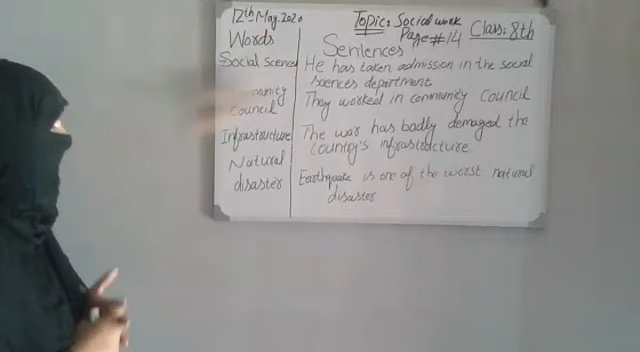 12th May. 2020
Topic: Social work
Class: 8th
Page #14
Words
Sentences
Social science
He has taken admission in the social
sciences department
Community
Council
They worked in community Council
Infrastructure
The war has badly demaged the
Country's infrastructure
Natural
disaster
Earthquake is one of the worst natural
disaster